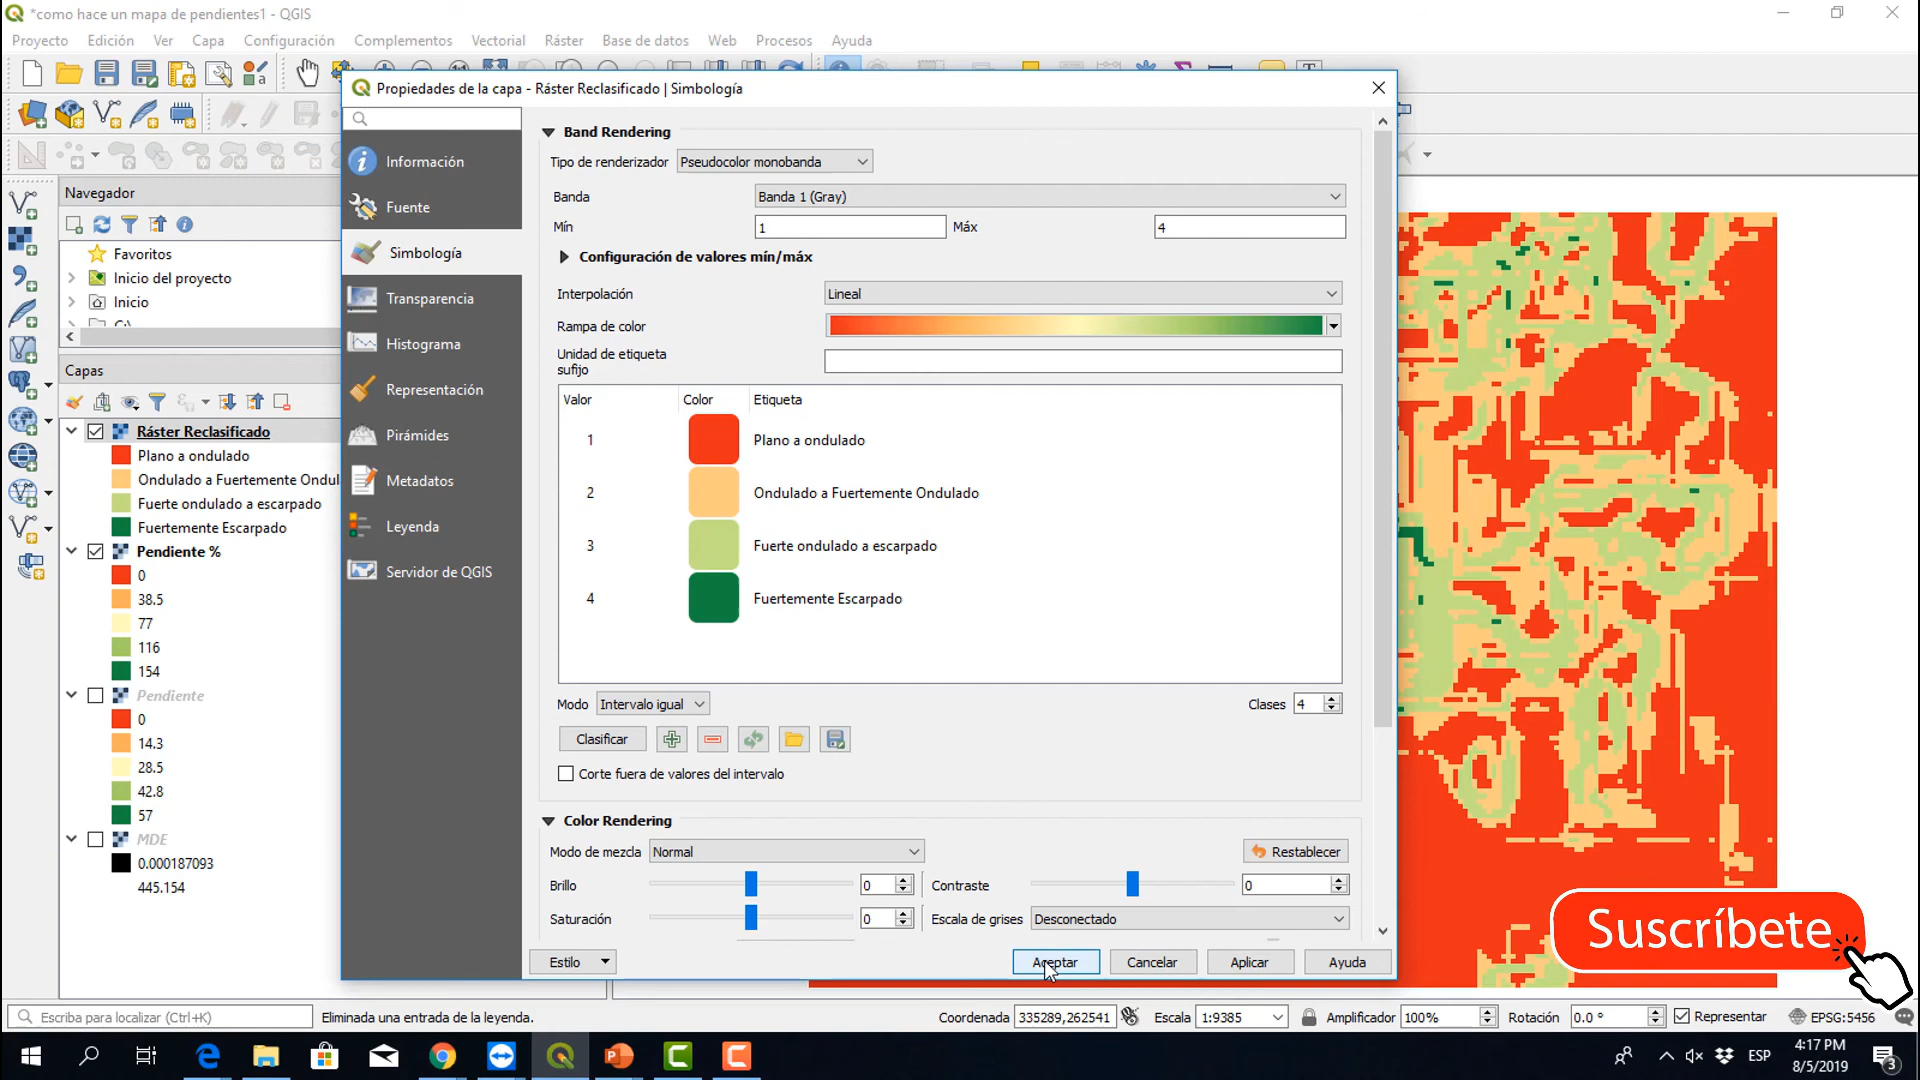 *como hace un mapa de pendientes1 - QGIS
Proyecto Edición Ver Capa Configuración Complementos Vectorial Ráster Base de datos Web Procesos Ayuda
Propiedades de la capa - Ráster Reclasificado | Simbología
Navegador
Favoritos
Inicio del proyecto
Inicio
Capas
Ráster Reclasificado
Plano a ondulado
Ondulado a Fuertemente Ondul
Fuerte ondulado a escarpado
Fuertemente Escarpado
Pendiente %
0
38.5
77
116
154
Pendiente
0
14.3
28.5
42.8
57
MDE
0.000187093
445.154
Información
Fuente
Simbología
Transparencia
Histograma
Representación
Pirámides
Metadatos
Leyenda
Servidor de QGIS
Band Rendering
Tipo de renderizador Pseudocolor monobanda
Banda Banda 1 (Gray)
Mín 1 Máx 4
Configuración de valores mín/máx
Interpolación Lineal
Rampa de color
Unidad de etiqueta
sufijo
Valor Color Etiqueta
1 Plano a ondulado
2 Ondulado a Fuertemente Ondulado
3 Fuerte ondulado a escarpado
4 Fuertemente Escarpado
Modo Intervalo igual Clases 4
Clasificar
Corte fuera de valores del intervalo
Color Rendering
Modo de mezcla Normal Restablecer
Brillo 0 Contraste 0
Saturación 0 Escala de grises Desconectado
Estilo Aceptar Cancelar Aplicar Ayuda
Suscríbete
Escriba para localizar (Ctrl+K) Eliminada una entrada de la leyenda. Coordenada 335289,262541 Escala 1:9385 Amplificador 100% Rotación 0.0 ° Representar EPSG:5456
ESP
4:17 PM
8/5/2019
3